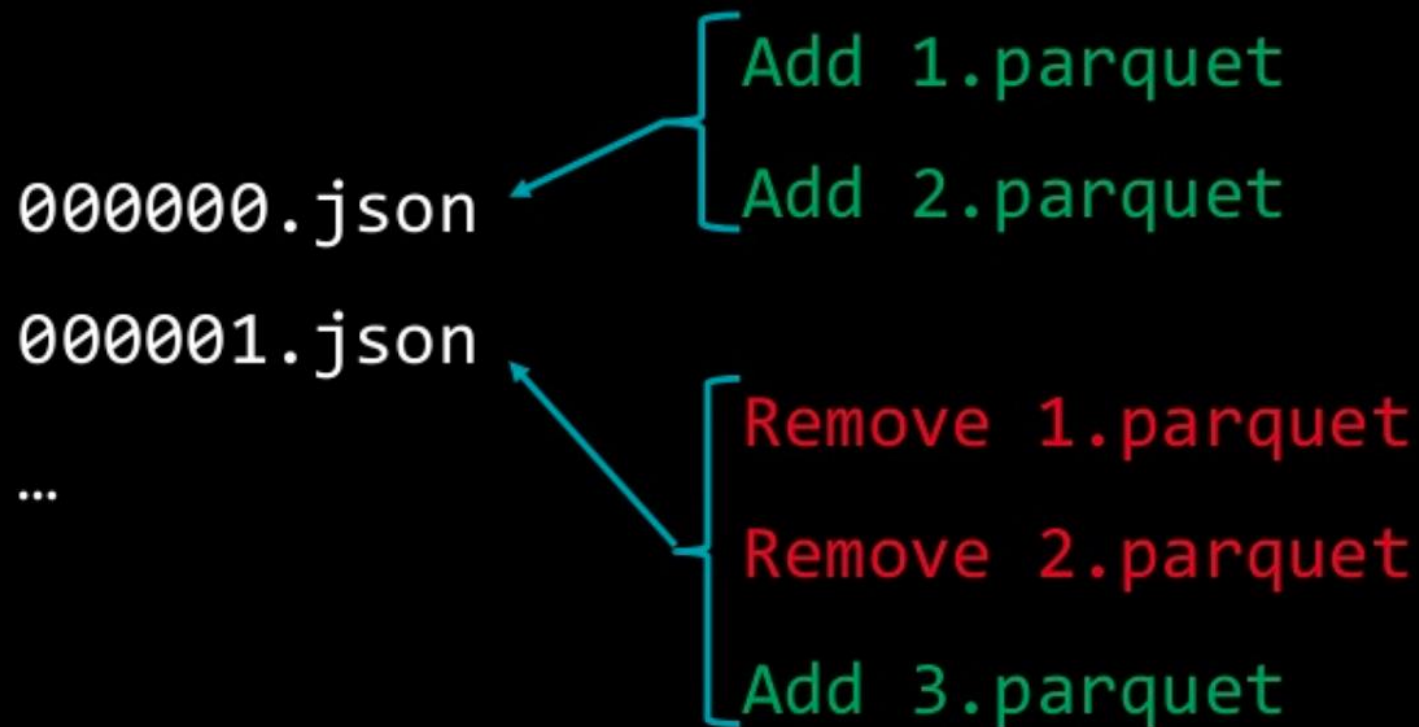 Add 1.parquet
Add 2.parquet
000000.json
000001.json
Remove 1.parquet
…
Remove 2.parquet
Add 3.parquet